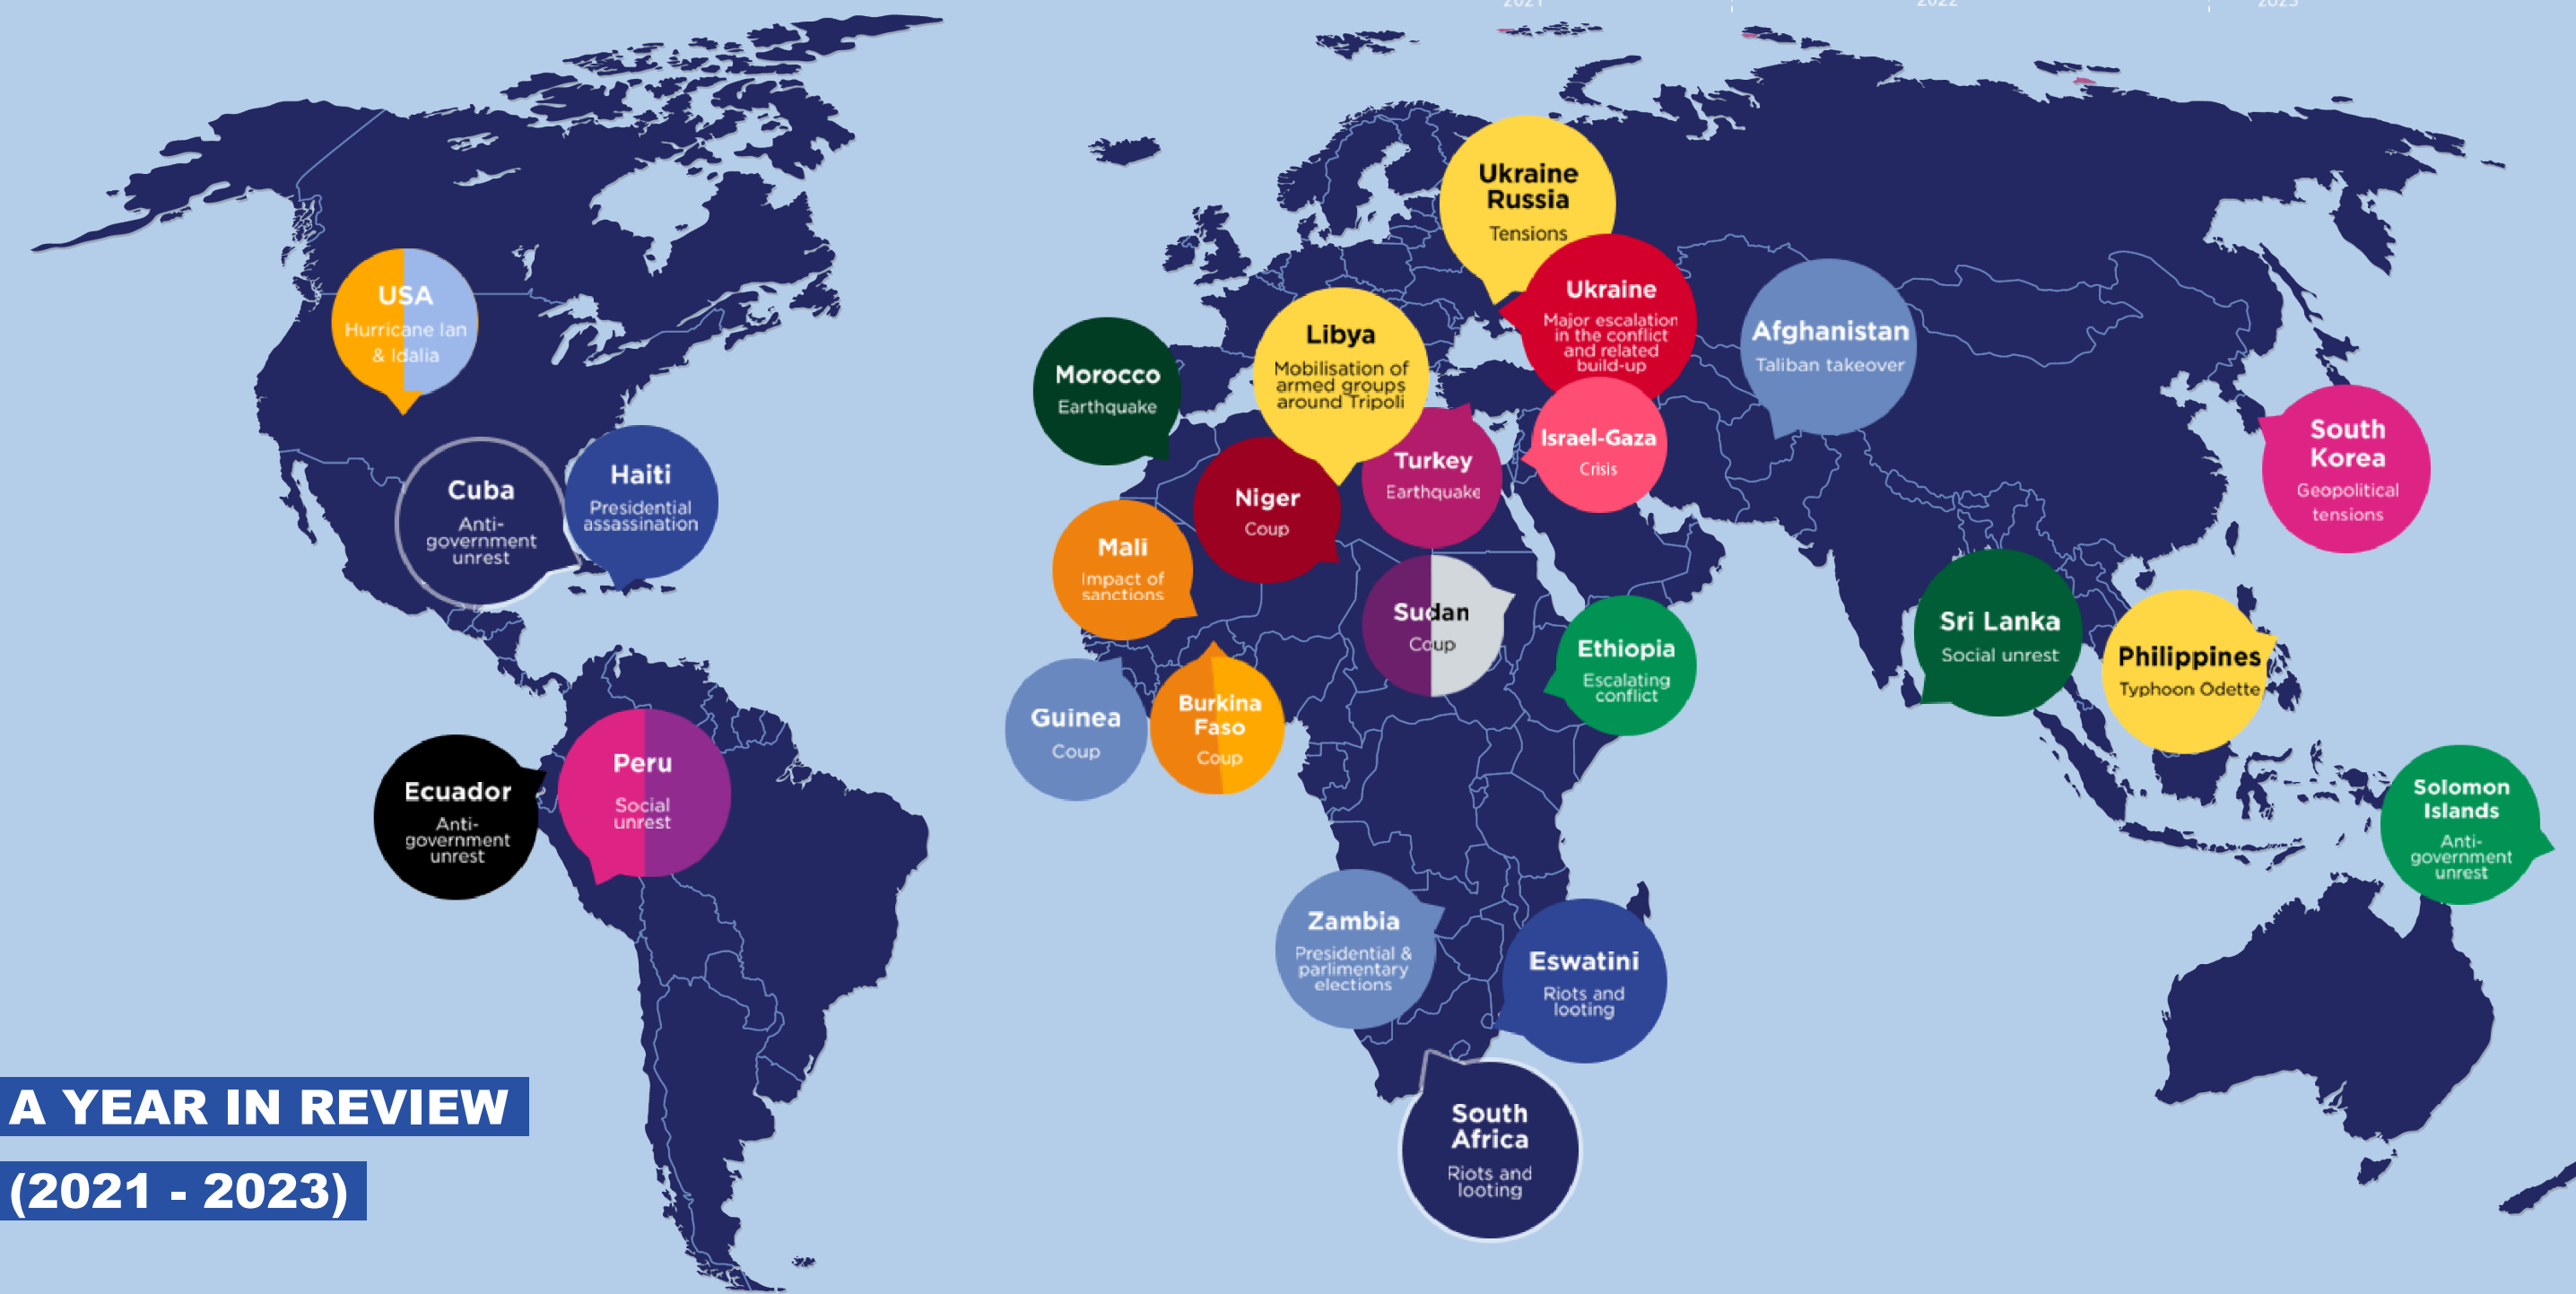 2021
2022
2023
Ukraine
Russia
Tensions
USA
Hurricane Ian
& Idalia
Ukraine
Major escalation
in the conflict
and related
build-up
Libya
Mobilisation of
armed groups
around Tripoli
Afghanistan
Taliban takeover
Morocco
Earthquake
Israel-Gaza
Crisis
South
Korea
Geopolitical
tensions
Cuba
Anti-
government
unrest
Haiti
Presidential
assassination
Niger
Coup
Turkey
Earthquake
Mali
Impact of
sanctions
Sudan
Coup
Ethiopia
Escalating
conflict
Sri Lanka
Social unrest
Philippines
Typhoon Odette
Guinea
Coup
Burkina
Faso
Coup
Ecuador
Anti-
government
unrest
Peru
Social
unrest
Solomon
Islands
Anti-
government
unrest
Zambia
Presidential &
parlimentary
elections
Eswatini
Riots and
looting
South
Africa
Riots and
looting
A YEAR IN REVIEW
(2021 - 2023)